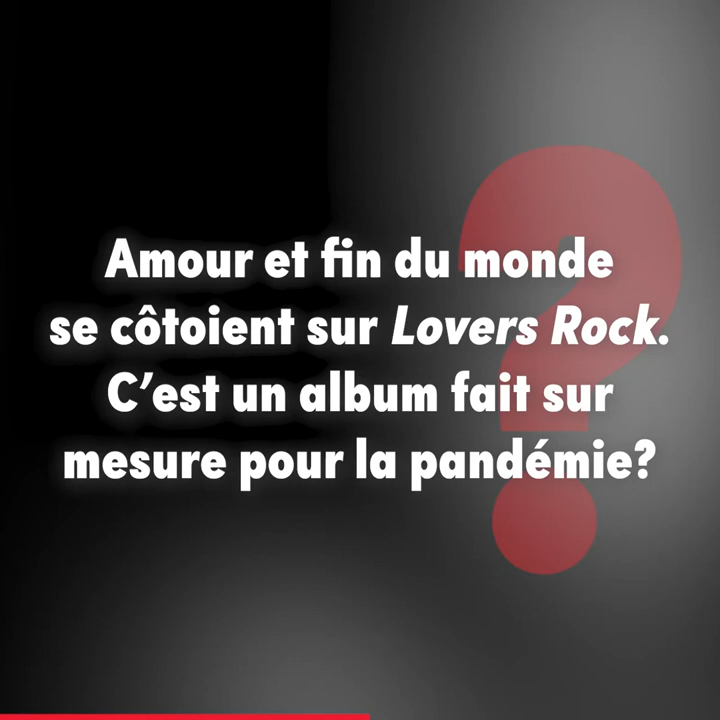 Amour et fin du monde
se côtoient sur Lovers Rock.
C’est un album fait sur
mesure pour la pandémie?